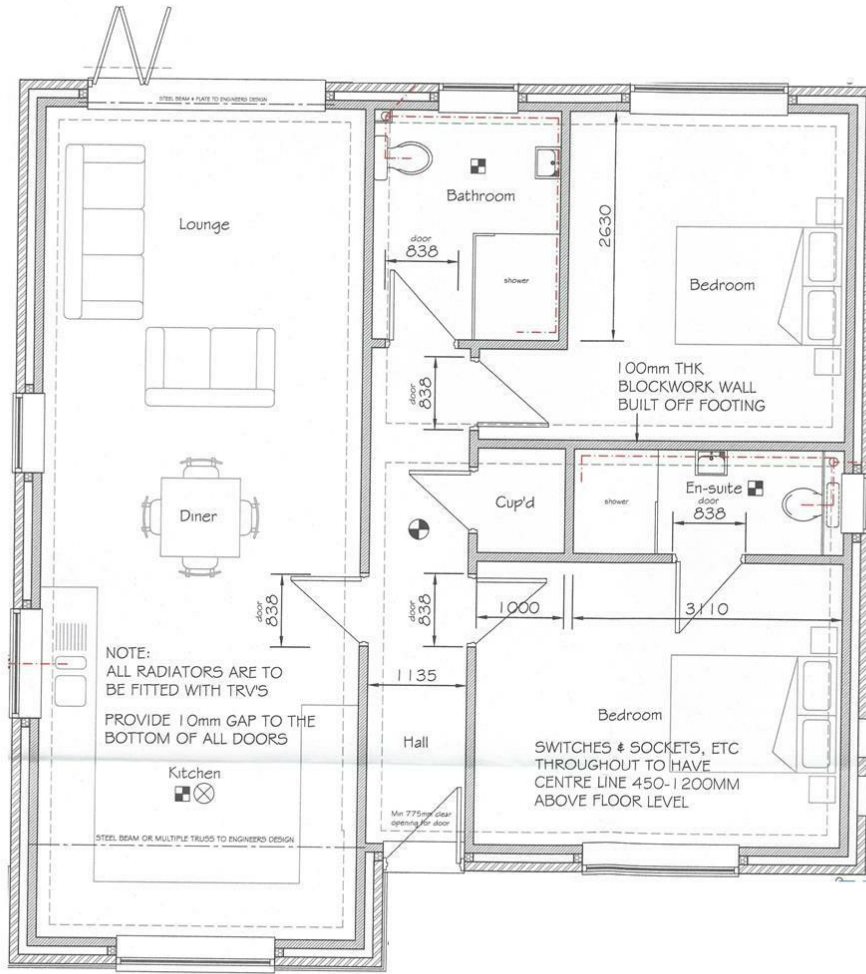 STEEL BEAM & PLATE TO ENGINEERS DESIGN
Lounge
Bathroom
door
838
shower
2630
Bedroom
door
838
100mm THK
BLOCKWORK WALL
BUILT OFF FOOTING
Diner
Cup'd
shower
En-suite
door
838
door
838
door
838
1000
3110
NOTE:
ALL RADIATORS ARE TO
BE FITTED WITH TRV'S
PROVIDE 10mm GAP TO THE
BOTTOM OF ALL DOORS
1135
Hall
Bedroom
SWITCHES & SOCKETS, ETC
THROUGHOUT TO HAVE
CENTRE LINE 450-1200MM
ABOVE FLOOR LEVEL
Kitchen
Min 775mm clear
opening for door
STEEL BEAM OR MULTIPLE TRUSS TO ENGINEERS DESIGN